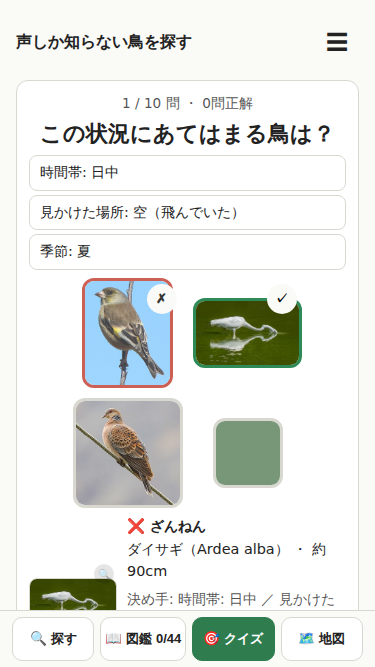 声しか知らない鳥を探す
☰
1 / 10 問 ・ 0問正解
この状況にあてはまる鳥は？
時間帯: 日中
見かけた場所: 空（飛んでいた）
季節: 夏
✗
✓
❌ ざんねん
ダイサギ（Ardea alba） ・ 約
90cm
決め手: 時間帯: 日中 ／ 見かけた
🔍 探す
📖 図鑑 0/44
🎯 クイズ
🗺️ 地図